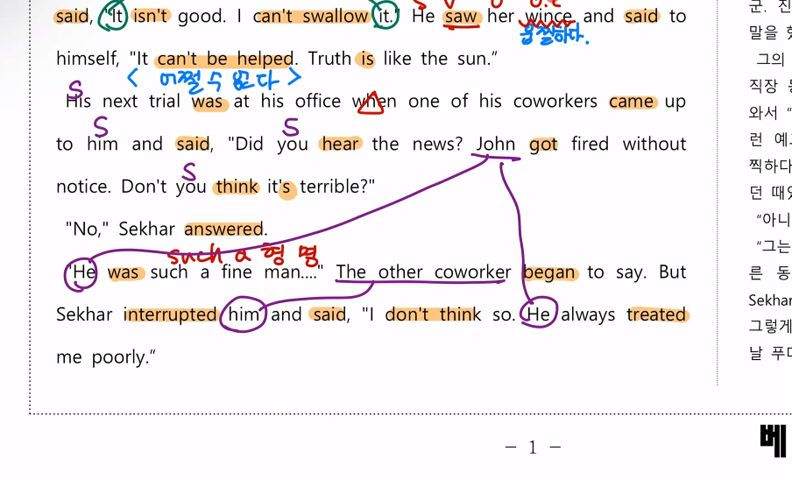 said, "It isn't good. I can't swallow it." He saw her wince and said to
움찔하다.
himself, "It can't be helped. Truth is like the sun."
< 어쩔 수 없다 >
S
His next trial was at his office when one of his coworkers came up
S S
to him and said, "Did you hear the news? John got fired without
S
notice. Don't you think it's terrible?"
"No," Sekhar answered.
such a 형 명
"He was such a fine man...." The other coworker began to say. But
Sekhar interrupted him and said, "I don't think so. He always treated
me poorly."
- 1 -
말을
그의
직장
와서 "
런
찍하다
던
"아니
"그는
른
Sekhar
그렇게
날
베